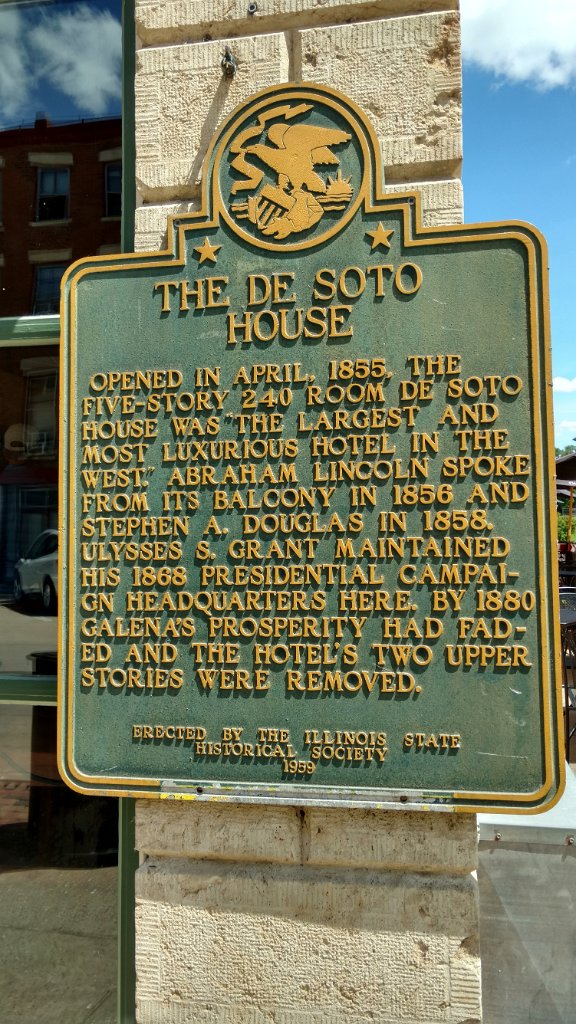 THE DE SOTO
HOUSE
OPENED IN APRIL, 1855, THE
FIVE-STORY 240 ROOM DE SOTO
HOUSE WAS "THE LARGEST AND
MOST LUXURIOUS HOTEL IN THE
WEST." ABRAHAM LINCOLN SPOKE
FROM ITS BALCONY IN 1856 AND
STEPHEN A. DOUGLAS IN 1858.
ULYSSES S. GRANT MAINTAINED
HIS 1868 PRESIDENTIAL CAMPAI-
GN HEADQUARTERS HERE. BY 1880
GALENA'S PROSPERITY HAD FAD-
ED AND THE HOTEL'S TWO UPPER
STORIES WERE REMOVED.
ERECTED BY THE ILLINOIS STATE
HISTORICAL SOCIETY
1959